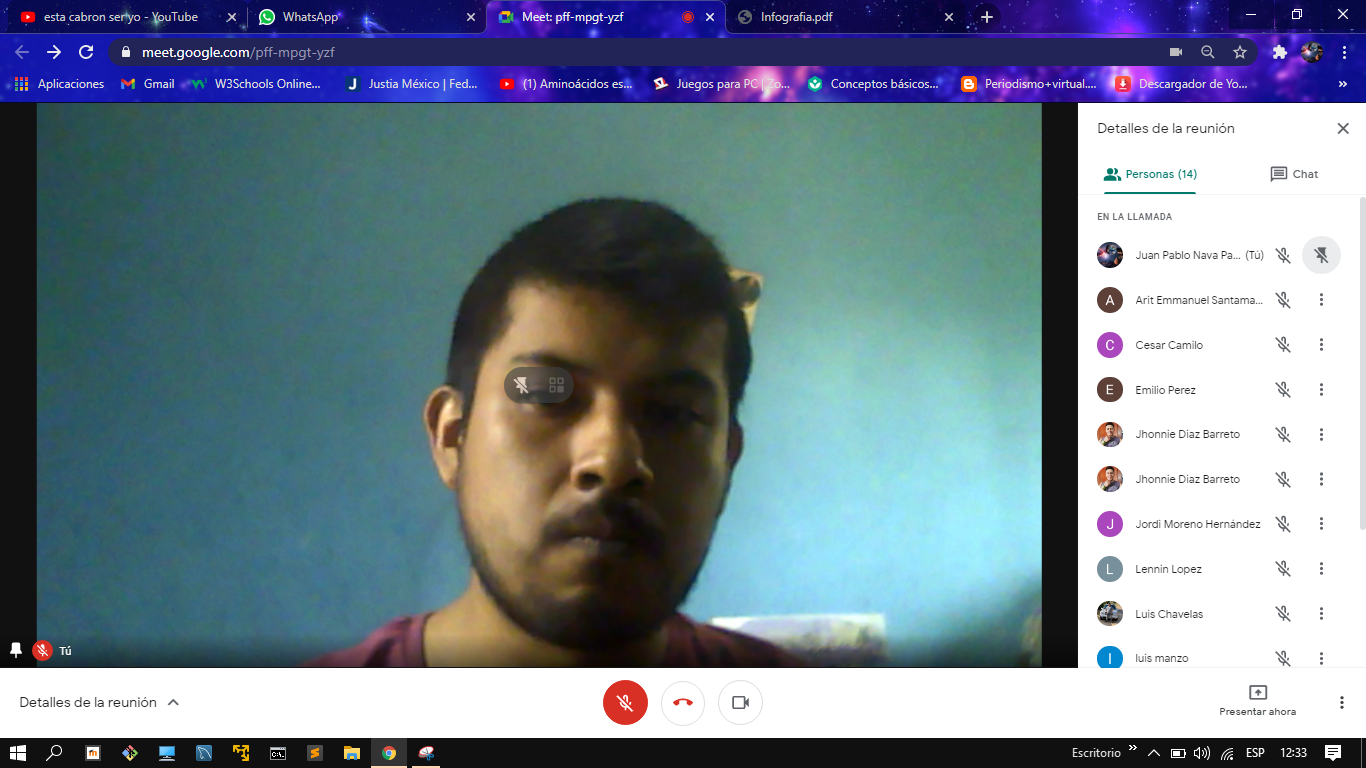 esta cabron ser yo - YouTube
WhatsApp
Meet: pff-mpgt-yzf
Infografia.pdf
meet.google.com/pff-mpgt-yzf
Aplicaciones
Gmail
W3Schools Online...
Justia México | Fed...
(1) Aminoácidos es...
Juegos para PC | Zo...
Conceptos básicos...
Periodismo+virtual....
Descargador de Yo...
»
Detalles de la reunión
Personas (14)
Chat
EN LA LLAMADA
Juan Pablo Nava Pa... (Tú)
A Arit Emmanuel Santama...
C Cesar Camilo
E Emilio Perez
Jhonnie Diaz Barreto
Jhonnie Diaz Barreto
J Jordi Moreno Hernández
L Lennin Lopez
Luis Chavelas
l luis manzo
Tú
Detalles de la reunión
Presentar ahora
Escritorio » ESP 12:33